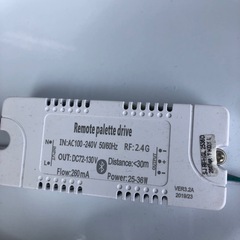 Remote palette drive
IN:AC100-240V 50/60Hz RF:2.4G
OUT:DC72-130V Distance:<30m
Flow:260mA Power:25-36W
VER3.2A
2019/23
N
L